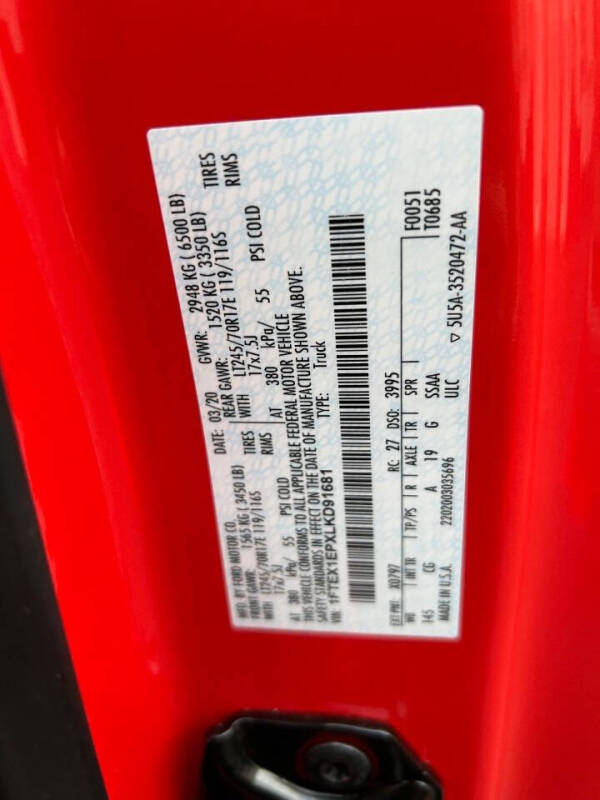 MFD. BY FORD MOTOR CO.
DATE: 03/20 GVWR: 2948 KG ( 6500 LB)
FRONT GAWR: 1565 KG ( 3450 LB) REAR GAWR: 1520 KG ( 3350 LB)
WITH LT245/70R17E 119/116S TIRES WITH LT245/70R17E 119/116S TIRES
17x7.5J RIMS 17x7.5J RIMS
AT 380 kPa/ 55 PSI COLD AT 380 kPa/ 55 PSI COLD
THIS VEHICLE CONFORMS TO ALL APPLICABLE FEDERAL MOTOR VEHICLE
SAFETY STANDARDS IN EFFECT ON THE DATE OF MANUFACTURE SHOWN ABOVE.
1FTEX1EPXLKD91681 TYPE: Truck
F0051
T0685
EXT PNT: X0797 RC: 27 DSO: 3995
WB INT TR TP/PS R AXLE TR SPR
145 CG A 19 G SSAA
ULC
MADE IN U.S.A. 2202003035696
▽ 5U5A-3520472-AA